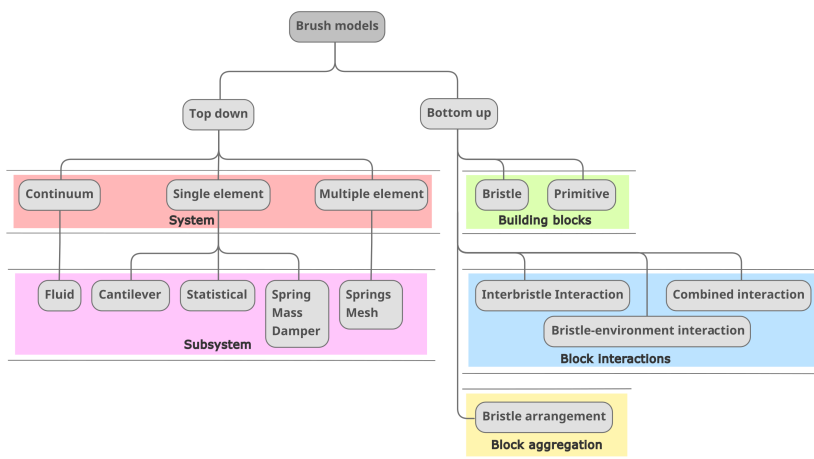 Brush models
Top down
Bottom up
Continuum
Single element
Multiple element
System
Bristle
Primitive
Building blocks
Fluid
Cantilever
Statistical
Spring
Mass
Damper
Springs
Mesh
Subsystem
Interbristle Interaction
Combined interaction
Bristle-environment interaction
Block interactions
Bristle arrangement
Block aggregation